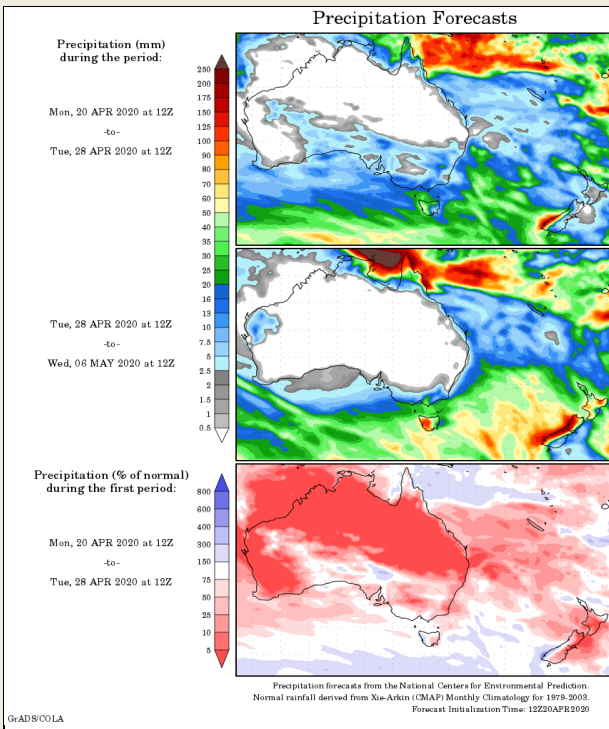 Precipitation Forecasts
Precipitation (mm)
during the period:
Mon, 20 APR 2020 at 12Z
-to-
Tue, 28 APR 2020 at 12Z
250
200
175
150
125
100
90
80
70
60
50
40
35
30
25
20
16
13
10
7.5
5
2.5
2
1.5
1
0.5
Tue, 28 APR 2020 at 12Z
-to-
Wed, 06 MAY 2020 at 12Z
Precipitation (% of normal)
during the first period:
Mon, 20 APR 2020 at 12Z
-to-
Tue, 28 APR 2020 at 12Z
800
600
400
300
150
75
50
25
10
5
Precipitation forecasts from the National Centers for Environmental Prediction.
Normal rainfall derived from Xie-Arkin (CMAP) Monthly Climatology for 1979-2003.
Forecast Initialization Time: 12Z20APR2020
GrADS/COLA